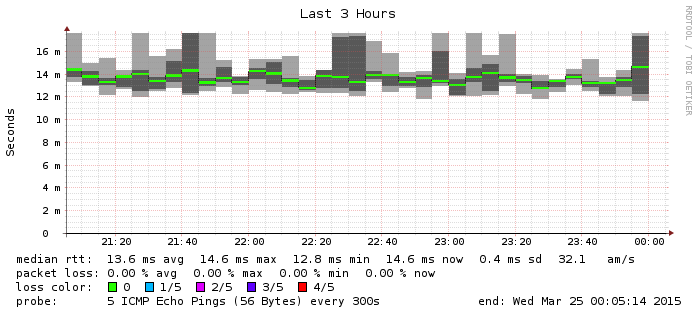 Last 3 Hours
RRDTOOL / TOBI OETIKER
Seconds
16 m
14 m
12 m
10 m
8 m
6 m
4 m
2 m
0
21:20 21:40 22:00 22:20 22:40 23:00 23:20 23:40 00:00
median rtt: 13.6 ms avg 14.6 ms max 12.8 ms min 14.6 ms now 0.4 ms sd 32.1 am/s
packet loss: 0.00 % avg 0.00 % max 0.00 % min 0.00 % now
loss color: 0 1/5 2/5 3/5 4/5
probe: 5 ICMP Echo Pings (56 Bytes) every 300s end: Wed Mar 25 00:05:14 2015